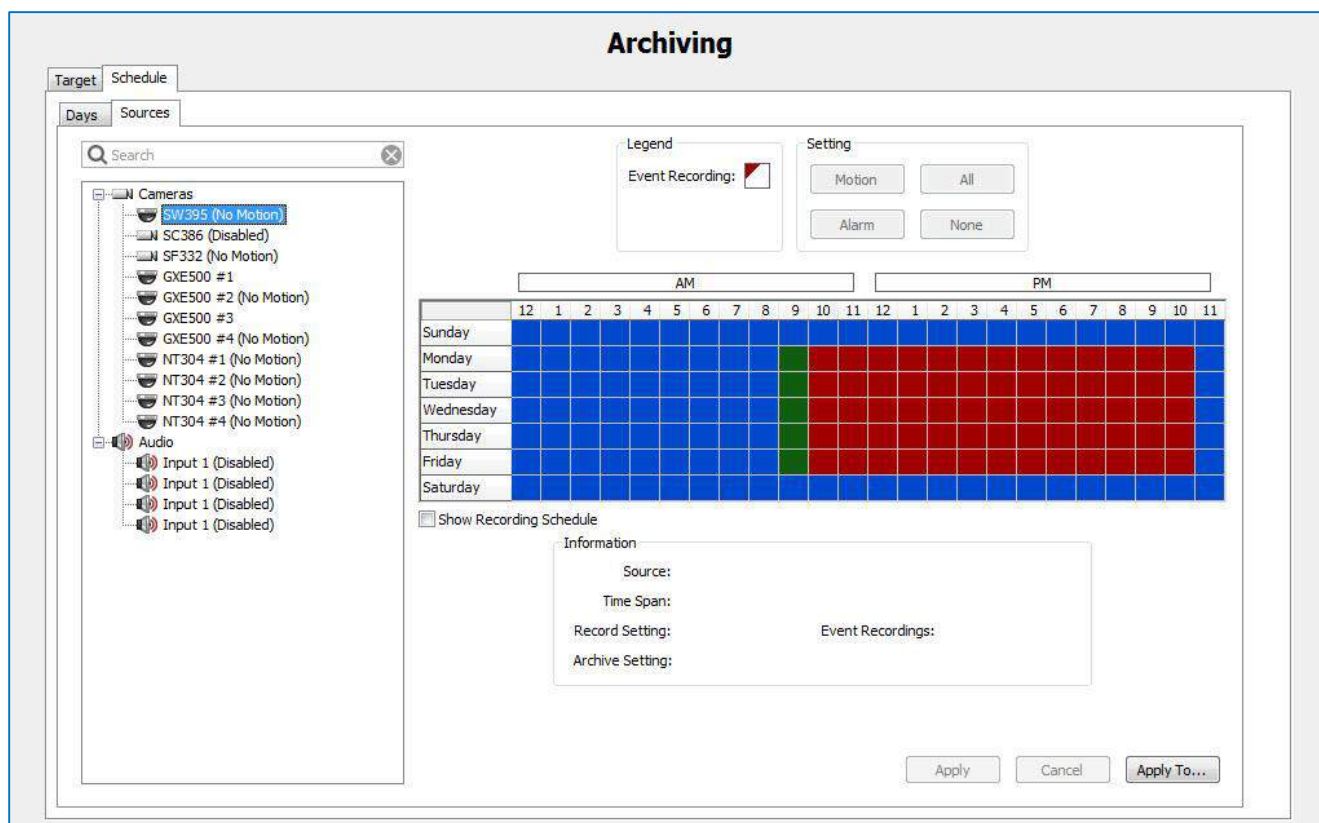 Archiving
Target Schedule
Days Sources
Search
Cameras
SW395 (No Motion)
SC386 (Disabled)
SF332 (No Motion)
GXE500 #1
GXE500 #2 (No Motion)
GXE500 #3
GXE500 #4 (No Motion)
NT304 #1 (No Motion)
NT304 #2 (No Motion)
NT304 #3 (No Motion)
NT304 #4 (No Motion)
Audio
Input 1 (Disabled)
Input 1 (Disabled)
Input 1 (Disabled)
Input 1 (Disabled)
Legend
Event Recording:
Setting
Motion All
Alarm None
AM PM
12 1 2 3 4 5 6 7 8 9 10 11 12 1 2 3 4 5 6 7 8 9 10 11
Sunday
Monday
Tuesday
Wednesday
Thursday
Friday
Saturday
Show Recording Schedule
Information
Source:
Time Span:
Record Setting: Event Recordings:
Archive Setting:
Apply Cancel Apply To...